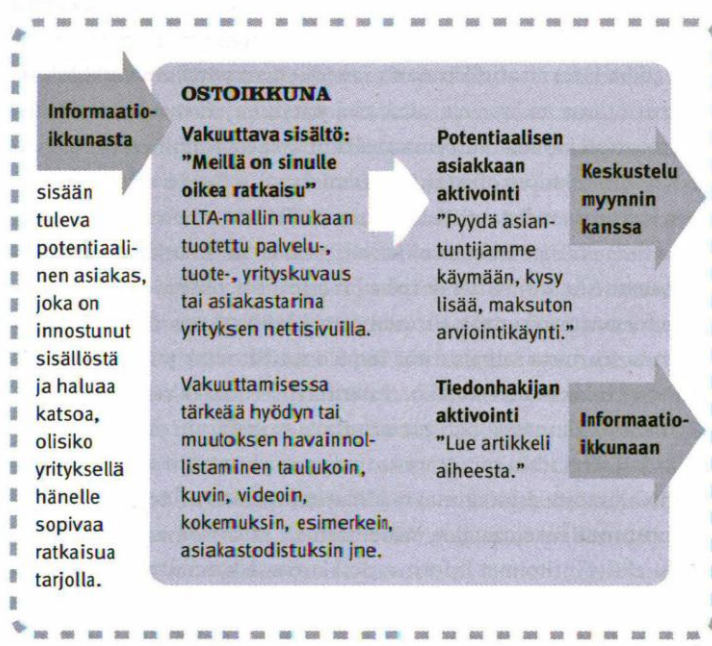 Informaatio-
ikkunasta
sisään
tuleva
potentiaali-
nen asiakas,
joka on
innostunut
sisällöstä
ja haluaa
katsoa,
olisiko
yrityksellä
hänelle
sopivaa
ratkaisua
tarjolla.
OSTOIKKUNA
Vakuuttava sisältö:
”Meillä on sinulle
oikea ratkaisu”
LLTA-mallin mukaan
tuotettu palvelu-,
tuote-, yrityskuvaus
tai asiakastarina
yrityksen nettisivuilla.
Vakuuttamisessa
tärkeää hyödyn tai
muutoksen havainnol-
listaminen taulukoin,
kuvin, videoin,
kokemuksin, esimerkein,
asiakastodistuksin jne.
Potentiaalisen
asiakkaan
aktivointi
"Pyydä asian-
tuntijamme
käymään, kysy
lisää, maksuton
arviointikäynti.”
Keskustelu
myynnin
kanssa
Tiedonhakijan
aktivointi
"Lue artikkeli
aiheesta."
Informaatio-
ikkunaan